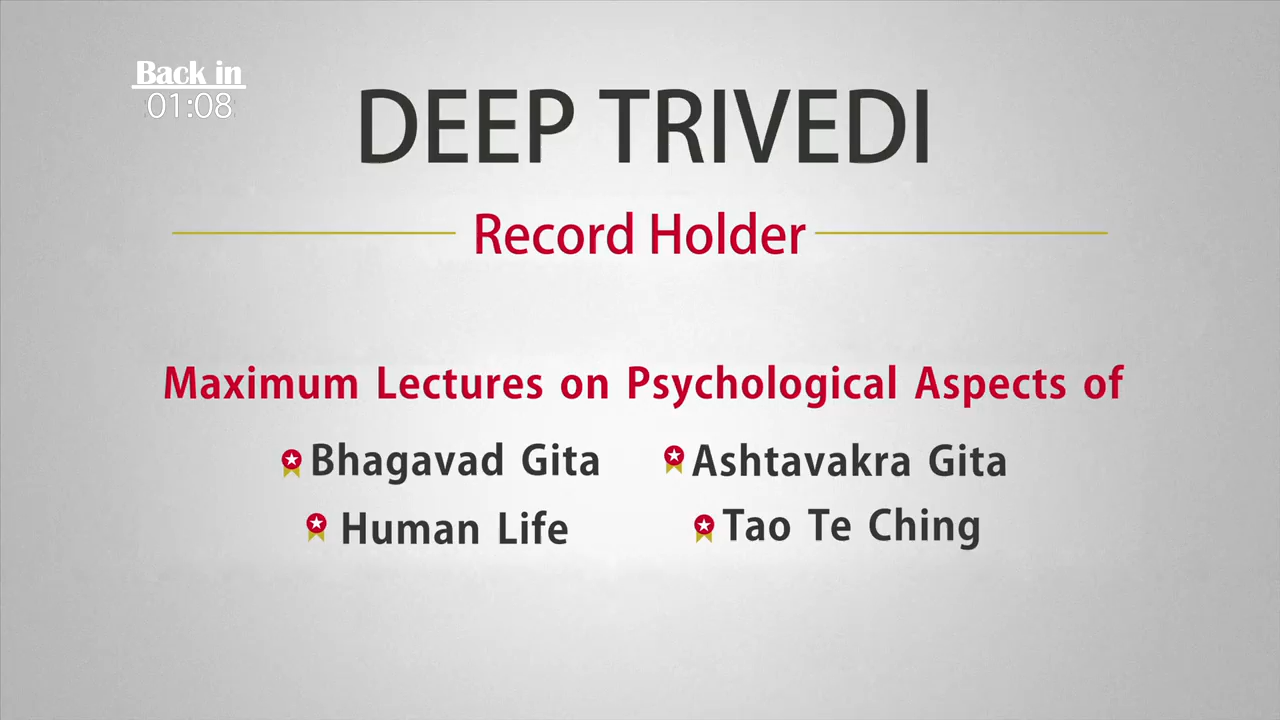 Back in
01:08
DEEP TRIVEDI
Record Holder
Maximum Lectures on Psychological Aspects of
Bhagavad Gita
Ashtavakra Gita
Human Life
Tao Te Ching